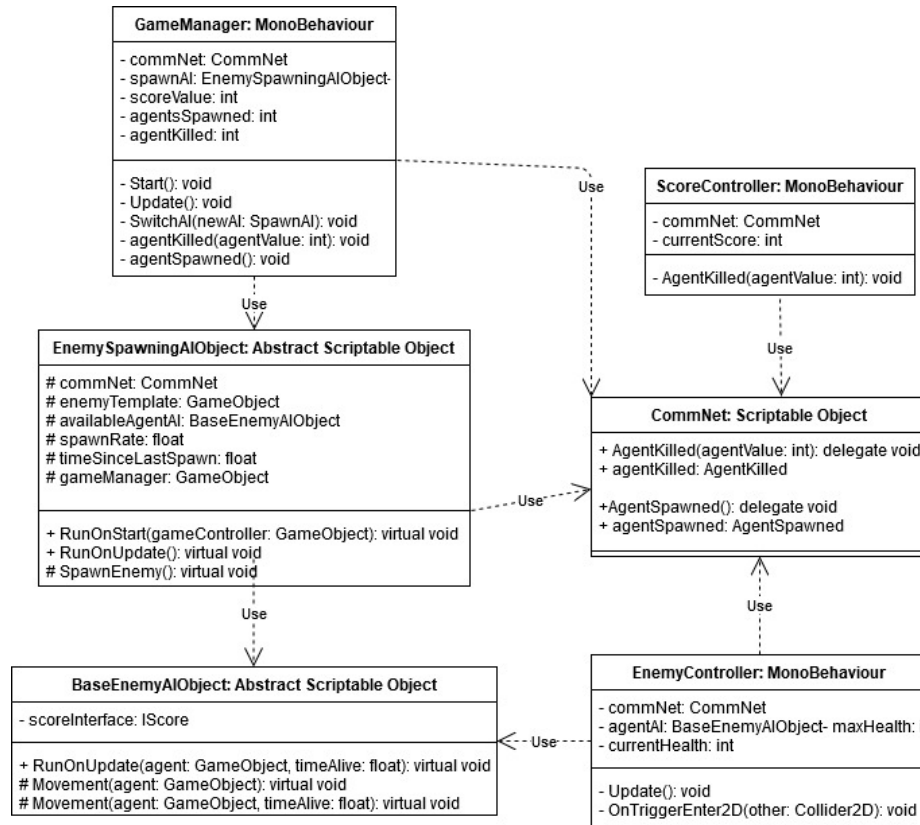 GameManager: MonoBehaviour
- commNet: CommNet
- spawnAI: EnemySpawningAIObject-
- scoreValue: int
- agentsSpawned: int
- agentKilled: int
- Start(): void
- Update(): void
- SwitchAI(newAI: SpawnAI): void
- agentKilled(agentValue: int): void
- agentSpawned(): void
Use
Use
ScoreController: MonoBehaviour
- commNet: CommNet
- currentScore: int
- AgentKilled(agentValue: int): void
Use
EnemySpawningAIObject: Abstract Scriptable Object
# commNet: CommNet
# enemyTemplate: GameObject
# availableAgentAI: BaseEnemyAIObject
# spawnRate: float
# timeSinceLastSpawn: float
# gameManager: GameObject
+ RunOnStart(gameController: GameObject): virtual void
+ RunOnUpdate(): virtual void
# SpawnEnemy(): virtual void
Use
Use
CommNet: Scriptable Object
+ AgentKilled(agentValue: int): delegate void
+ agentKilled: AgentKilled
+AgentSpawned(): delegate void
+ agentSpawned: AgentSpawned
Use
BaseEnemyAIObject: Abstract Scriptable Object
- scoreInterface: IScore
+ RunOnUpdate(agent: GameObject, timeAlive: float): virtual void
# Movement(agent: GameObject): virtual void
# Movement(agent: GameObject, timeAlive: float): virtual void
Use
EnemyController: MonoBehaviour
- commNet: CommNet
- agentAI: BaseEnemyAIObject- maxHealth:
- currentHealth: int
- Update(): void
- OnTriggerEnter2D(other: Collider2D): void